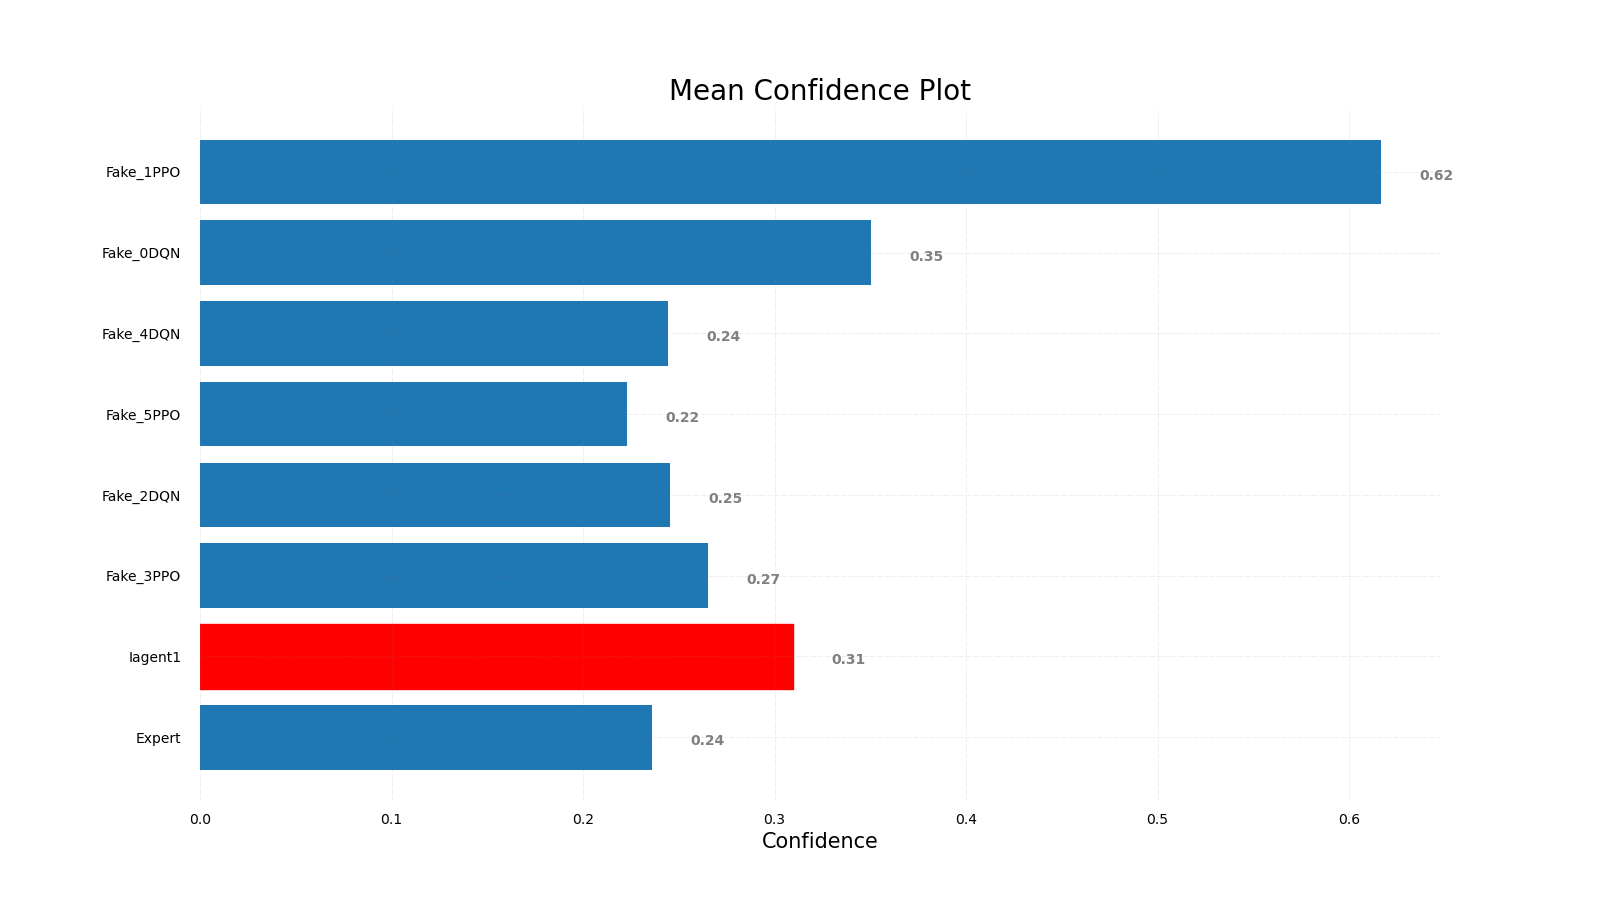 Mean Confidence Plot
Fake_1PPO 0.62
Fake_0DQN 0.35
Fake_4DQN 0.24
Fake_5PPO 0.22
Fake_2DQN 0.25
Fake_3PPO 0.27
Iagent1 0.31
Expert 0.24
0.0 0.1 0.2 0.3 0.4 0.5 0.6
Confidence